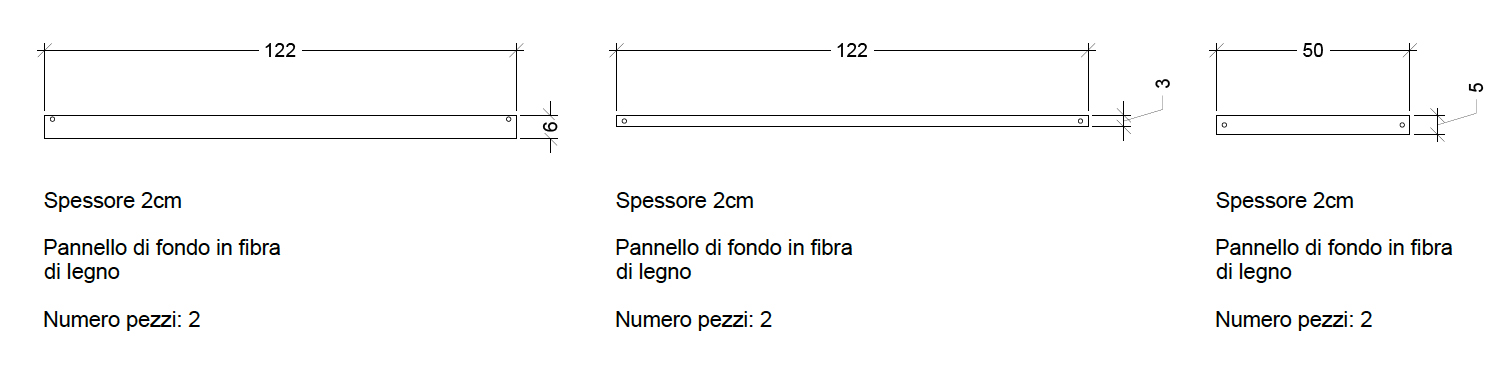 122
6
Spessore 2cm
Pannello di fondo in fibra
di legno
Numero pezzi: 2
122
3
Spessore 2cm
Pannello di fondo in fibra
di legno
Numero pezzi: 2
50
5
Spessore 2cm
Pannello di fondo in fibra
di legno
Numero pezzi: 2